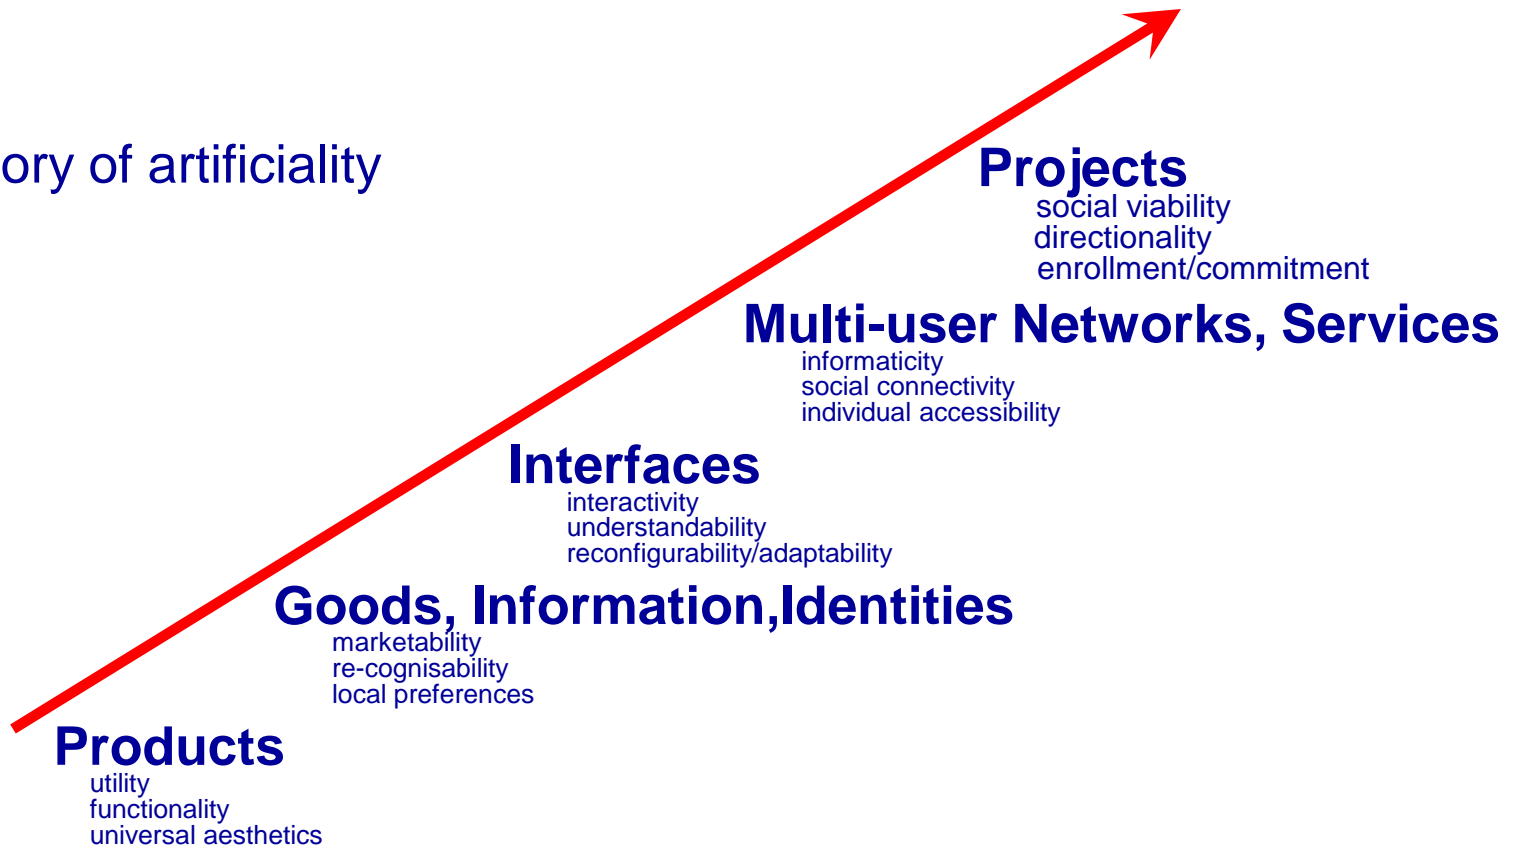 ory of artificiality
Projects
social viability
directionality
enrollment/commitment
Multi-user Networks, Services
informaticity
social connectivity
individual accessibility
Interfaces
interactivity
understandability
reconfigurability/adaptability
Goods, Information,Identities
marketability
re-cognisability
local preferences
Products
utility
functionality
universal aesthetics